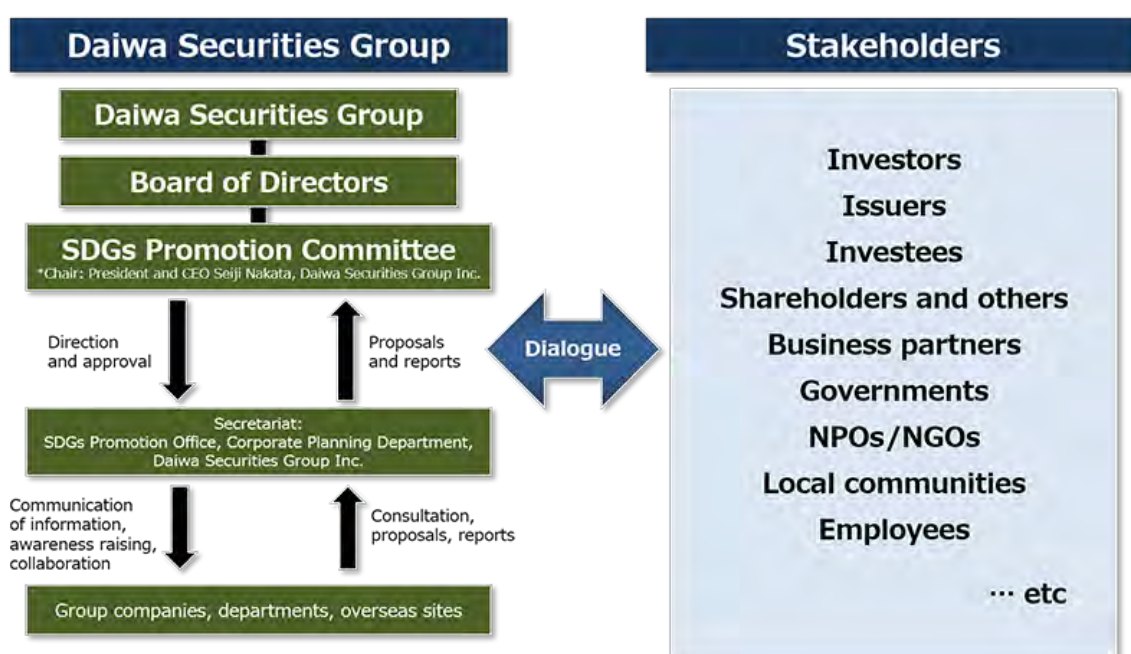 Daiwa Securities Group
Daiwa Securities Group
Board of Directors
SDGs Promotion Committee
*Chair: President and CEO Seiji Nakata, Daiwa Securities Group Inc.
Direction
and approval
Proposals
and reports
Secretariat:
SDGs Promotion Office, Corporate Planning Department,
Daiwa Securities Group Inc.
Communication
of information,
awareness raising,
collaboration
Consultation,
proposals, reports
Group companies, departments, overseas sites
Dialogue
Stakeholders
Investors
Issuers
Investees
Shareholders and others
Business partners
Governments
NPOs/NGOs
Local communities
Employees
… etc